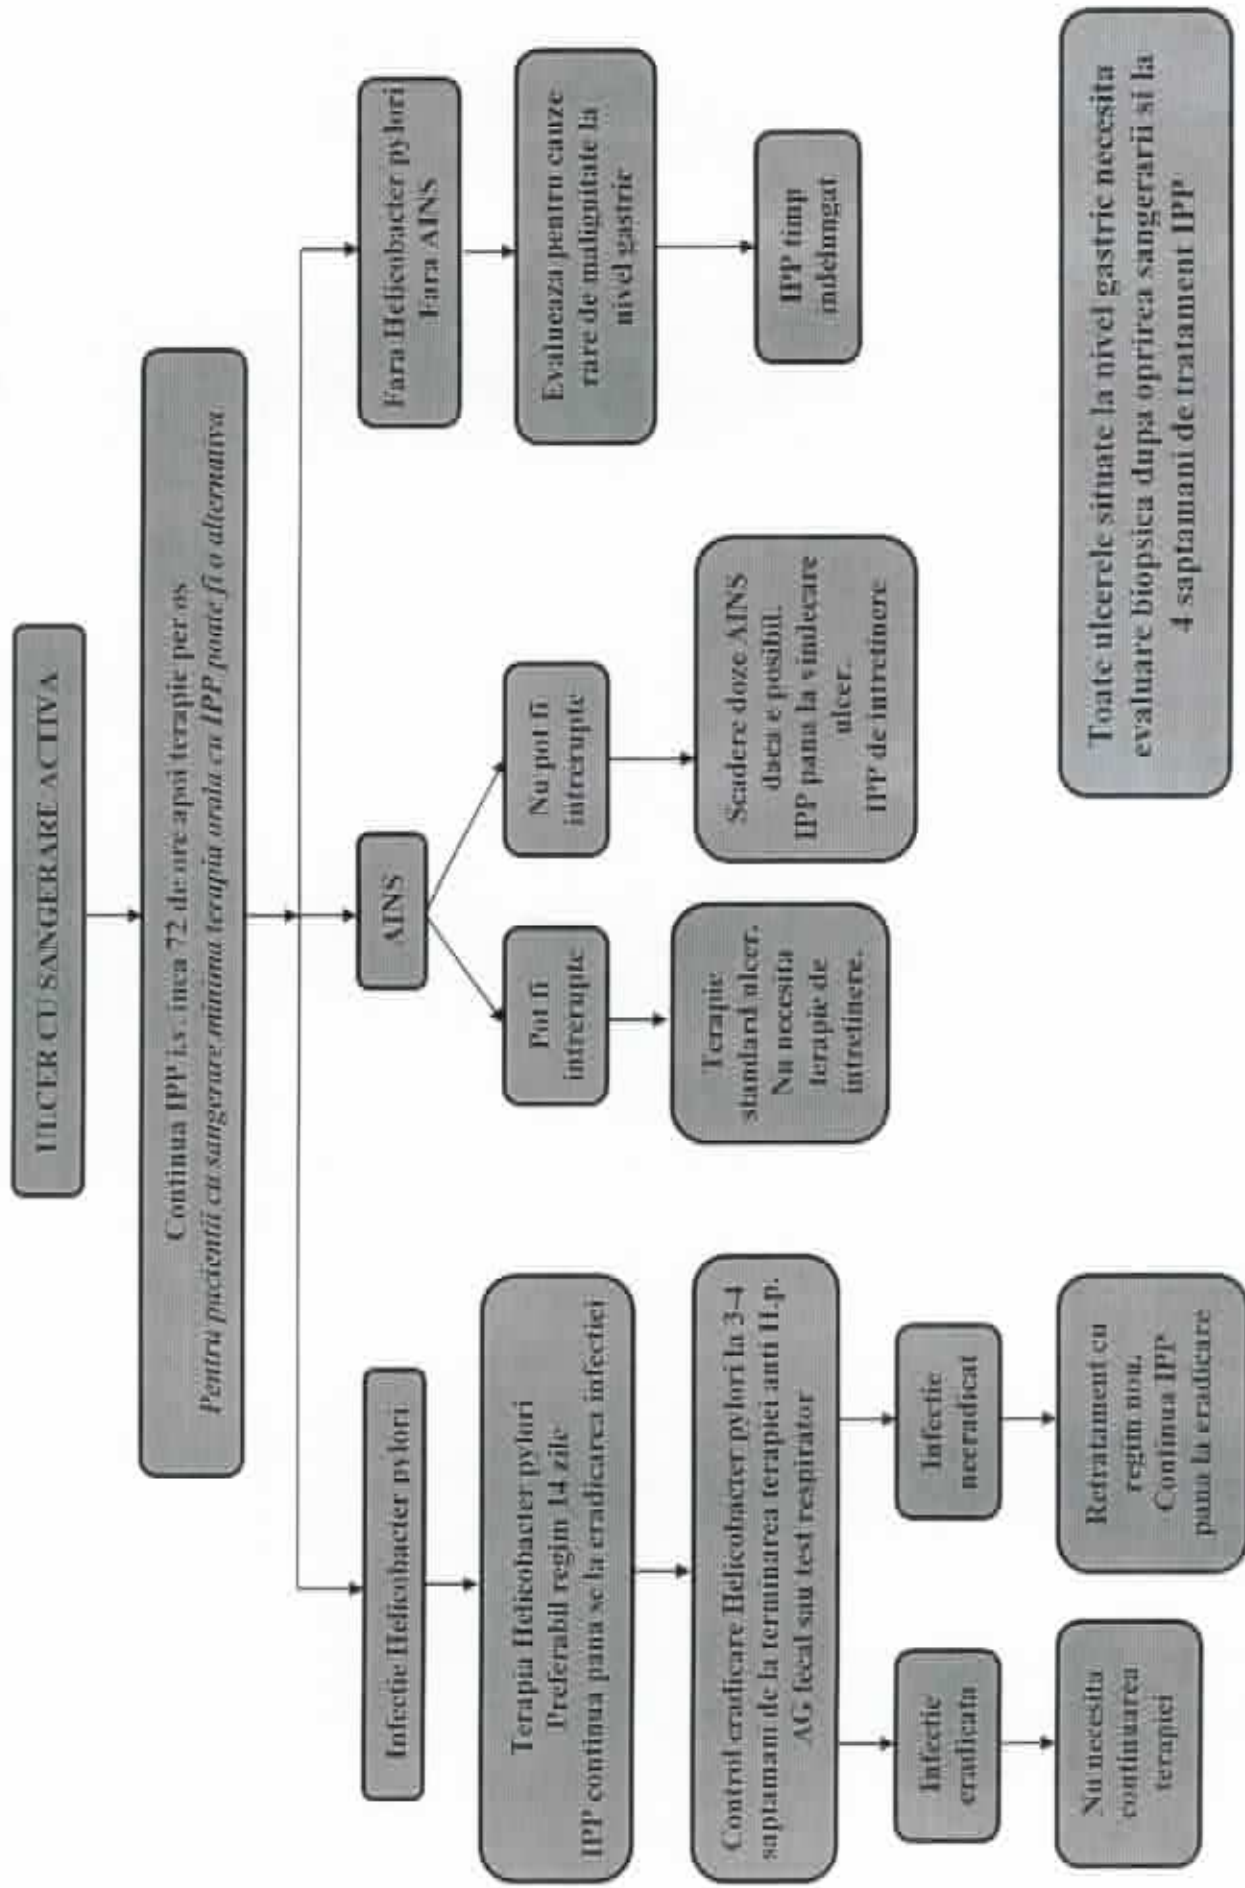 ULCER CU SANGERARE ACTIVA
Continua IPP i.v. inca 72 de ore apoi terapie per os
Pentru pacientii cu sangerare minima terapia orala cu IPP poate fi o alternativa
Infectie Helicobacter pylori
Terapia Helicobacter pylori
Preferabil regim 14 zile
IPP continua pana se la eradicarea infectiei
Control eradicare Helicobacter pylori la 3-4
saptamani de la terminarea terapiei anti H.p.
AG fecal sau test respirator
Infectie
eradicata
Nu necesita
continuarea
terapiei
Infectie
neeradicat
Retratament cu
regim nou.
Continua IPP
pana la eradicare
AINS
Pot fi
intrerupte
Terapie
standard ulcer.
Nu necesita
terapie de
intretinere.
Nu pot fi
intrerupte
Scadere doze AINS
daca e posibil.
IPP pana la vindecare
ulcer.
IPP de intretinere
Fara Helicobacter pylori
Fara AINS
Evalueaza pentru cauze
rare de malignitate la
nivel gastric
IPP timp
indelungat
Toate ulcerele situate la nivel gastric necesita
evaluare biopsica dupa oprirea sangerarii si la
4 saptamani de tratament IPP